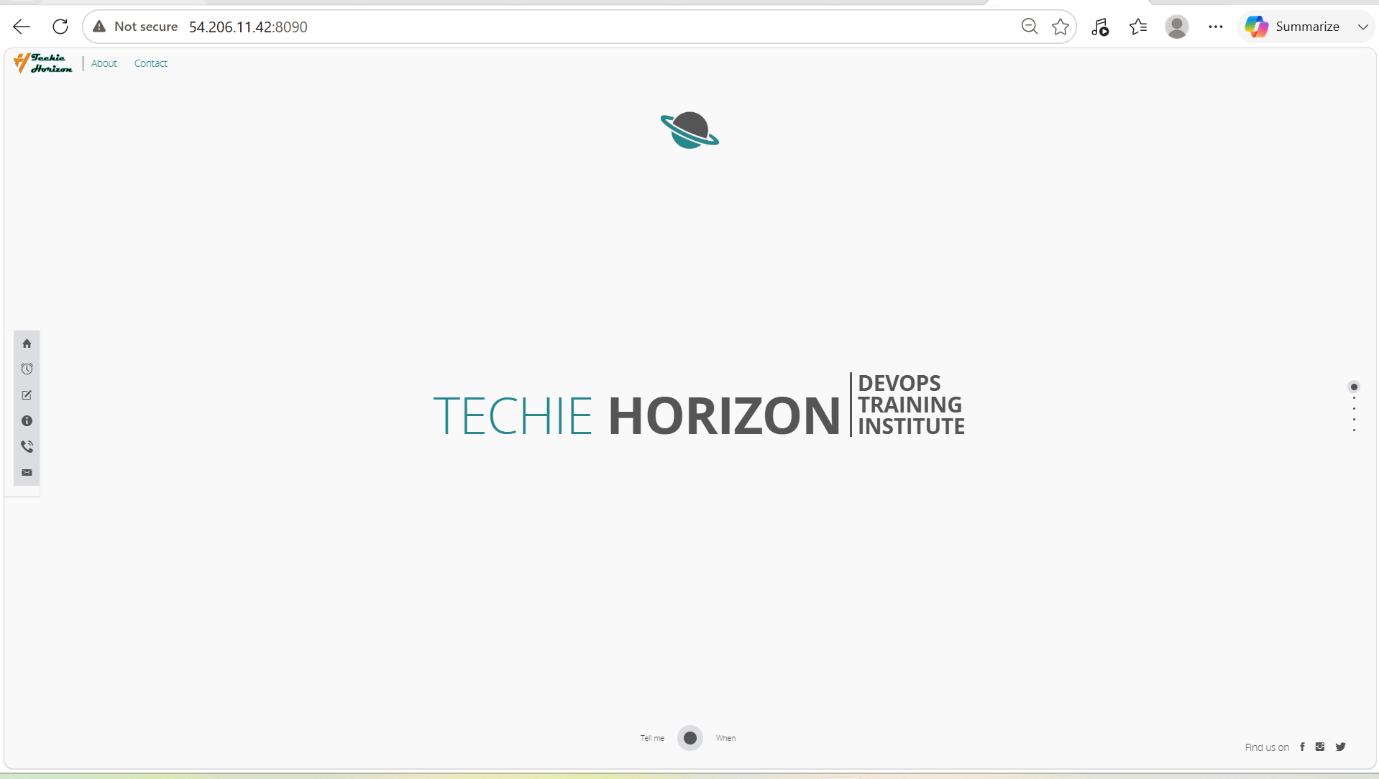 Not secure 54.206.11.42:8090
Summarize
Techie
Horizon
About Contact
TECHIE HORIZON
DEVOPS
TRAINING
INSTITUTE
Tell me When
Find us on